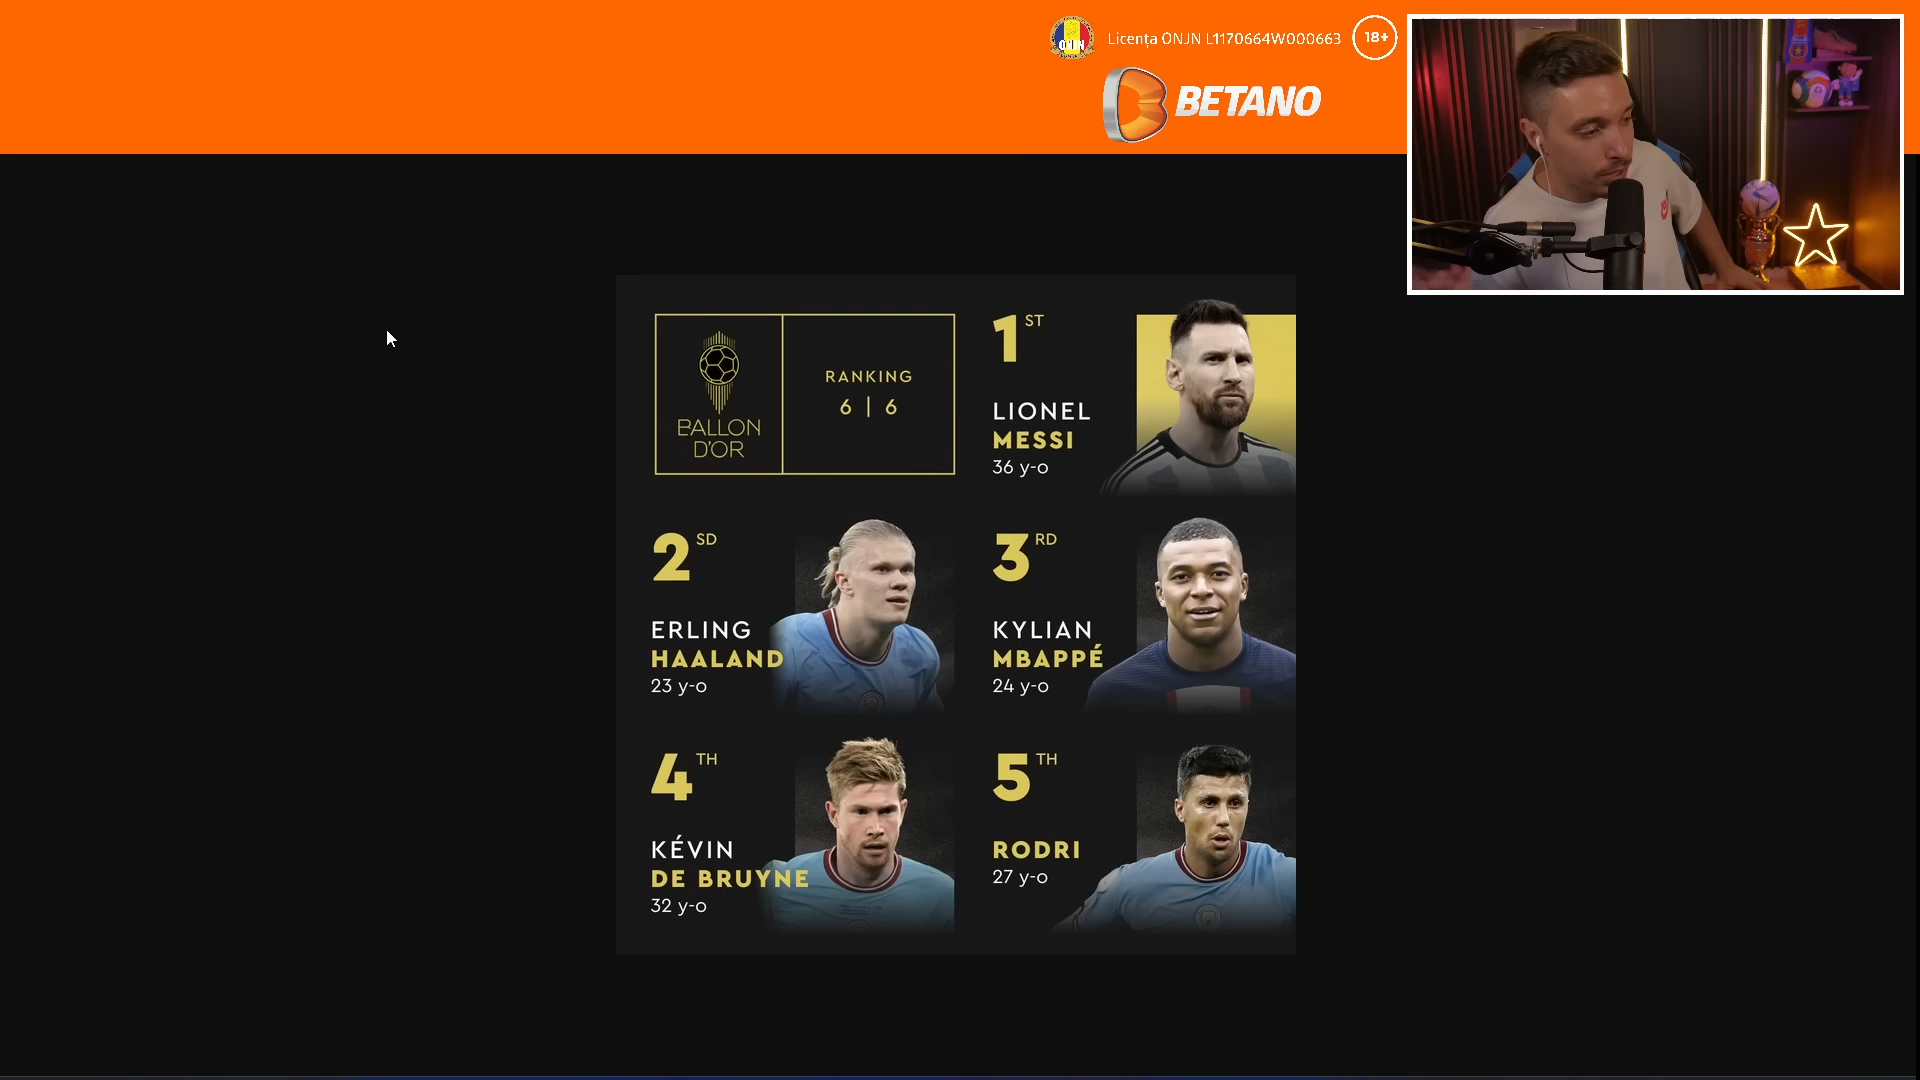 ONJN
Licența ONJN L1170664W000663
18+
BETANO
BALLON
D'OR
RANKING
6 | 6
1ST
LIONEL
MESSI
36 y-o
2SD
ERLING
HAALAND
23 y-o
3RD
KYLIAN
MBAPPÉ
24 y-o
4TH
KÉVIN
DE BRUYNE
32 y-o
5TH
RODRI
27 y-o